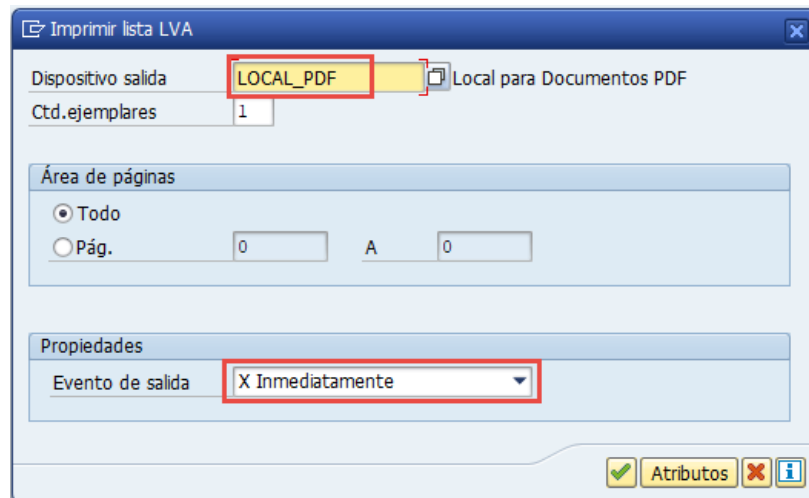 Imprimir lista LVA
Dispositivo salida LOCAL_PDF Local para Documentos PDF
Ctd.ejemplares 1
Área de páginas
Todo
Pág. 0 A 0
Propiedades
Evento de salida X Inmediatamente
Atributos